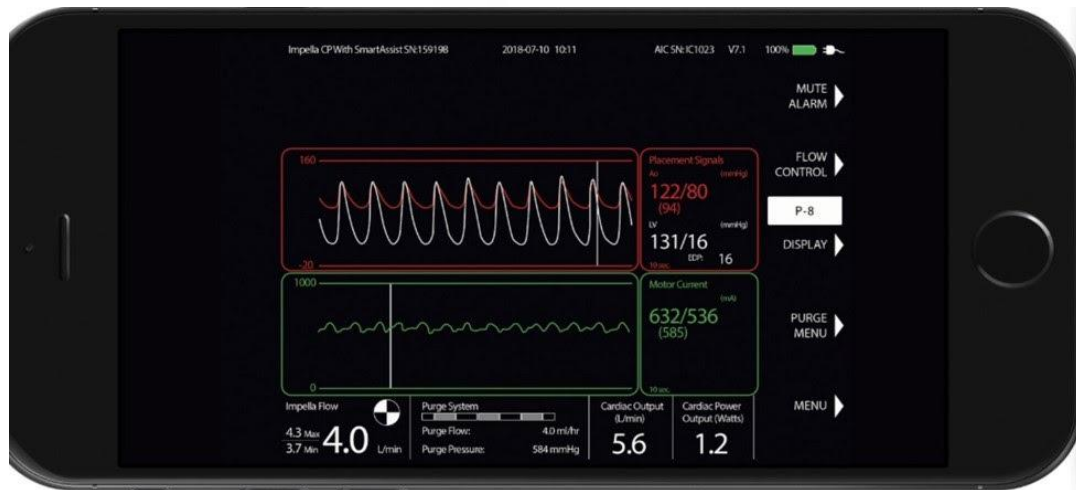 Impella CP With SmartAssist SN:159198 2018-07-10 10:11 AIC SN: IC1023 V7.1 100%
MUTE
ALARM
FLOW
CONTROL
P-8
DISPLAY
PURGE
MENU
MENU
160
-20
Placement Signals
Ao (mmHg)
122/80
(94)
LV (mmHg)
131/16
EDP: 16
10 sec.
1000
0
Motor Current
(mA)
632/536
(585)
10 sec.
Impella Flow
4.3 Max
3.7 Min
4.0 L/min
Purge System
Purge Flow: 4.0 ml/hr
Purge Pressure: 584 mmHg
Cardiac Output
(L/min)
5.6
Cardiac Power
Output (Watts)
1.2